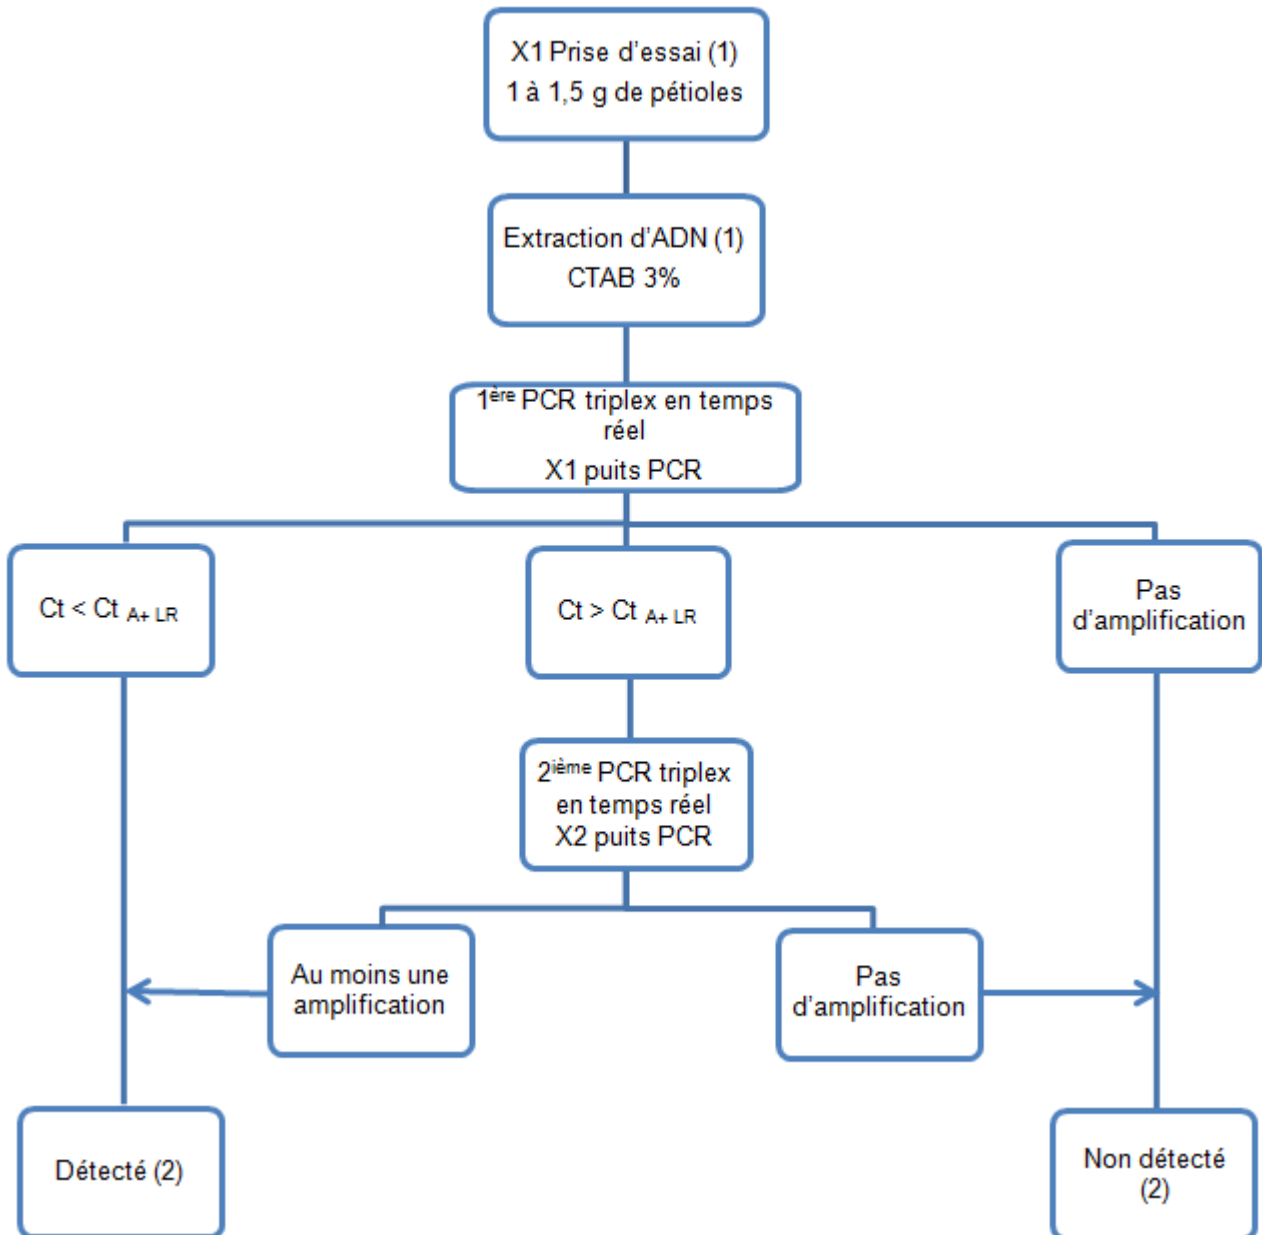 X1 Prise d'essai (1)
1 à 1,5 g de pétioles
Extraction d'ADN (1)
CTAB 3%
1ère PCR triplex en temps
réel
X1 puits PCR
Ct < Ct A+ LR
Ct > Ct A+ LR
Pas
d'amplification
2ième PCR triplex
en temps réel
X2 puits PCR
Au moins une
amplification
Pas
d'amplification
Détecté (2)
Non détecté
(2)